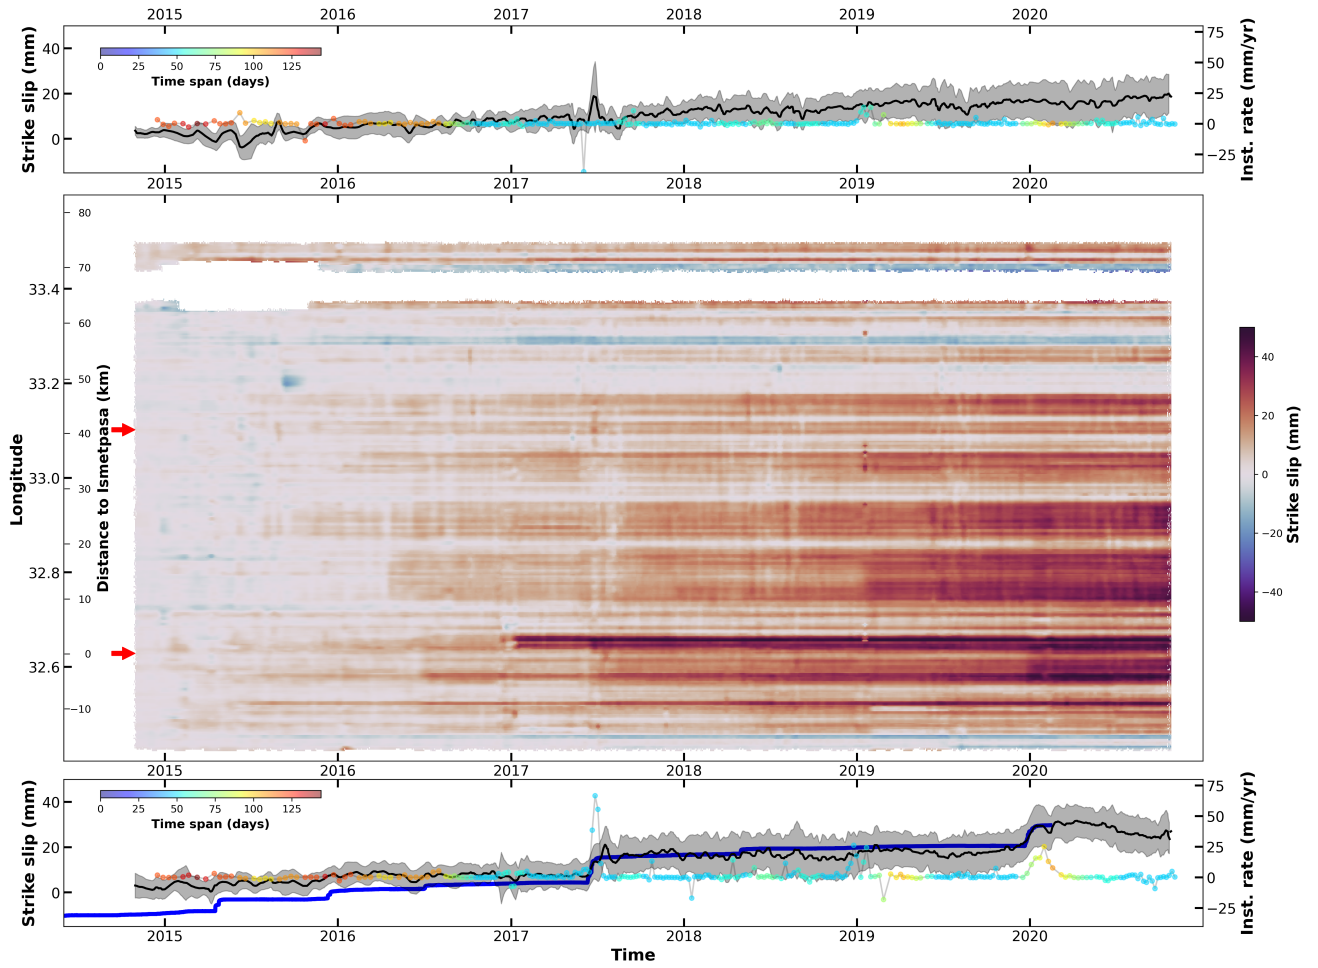 2015 2016 2017 2018 2019 2020
Strike slip (mm)
40
20
0
0 25 50 75 100 125
Time span (days)
75
50
25
0
−25
Inst. rate (mm/yr)
2015 2016 2017 2018 2019 2020
Longitude
33.4
33.2
33.0
32.8
32.6
Distance to Ismetpasa (km)
80
70
60
50
40
30
20
10
0
−10
40
20
0
−20
−40
Strike slip (mm)
2015 2016 2017 2018 2019 2020
Strike slip (mm)
40
20
0
0 25 50 75 100 125
Time span (days)
75
50
25
0
−25
Inst. rate (mm/yr)
2015 2016 2017 2018 2019 2020
Time